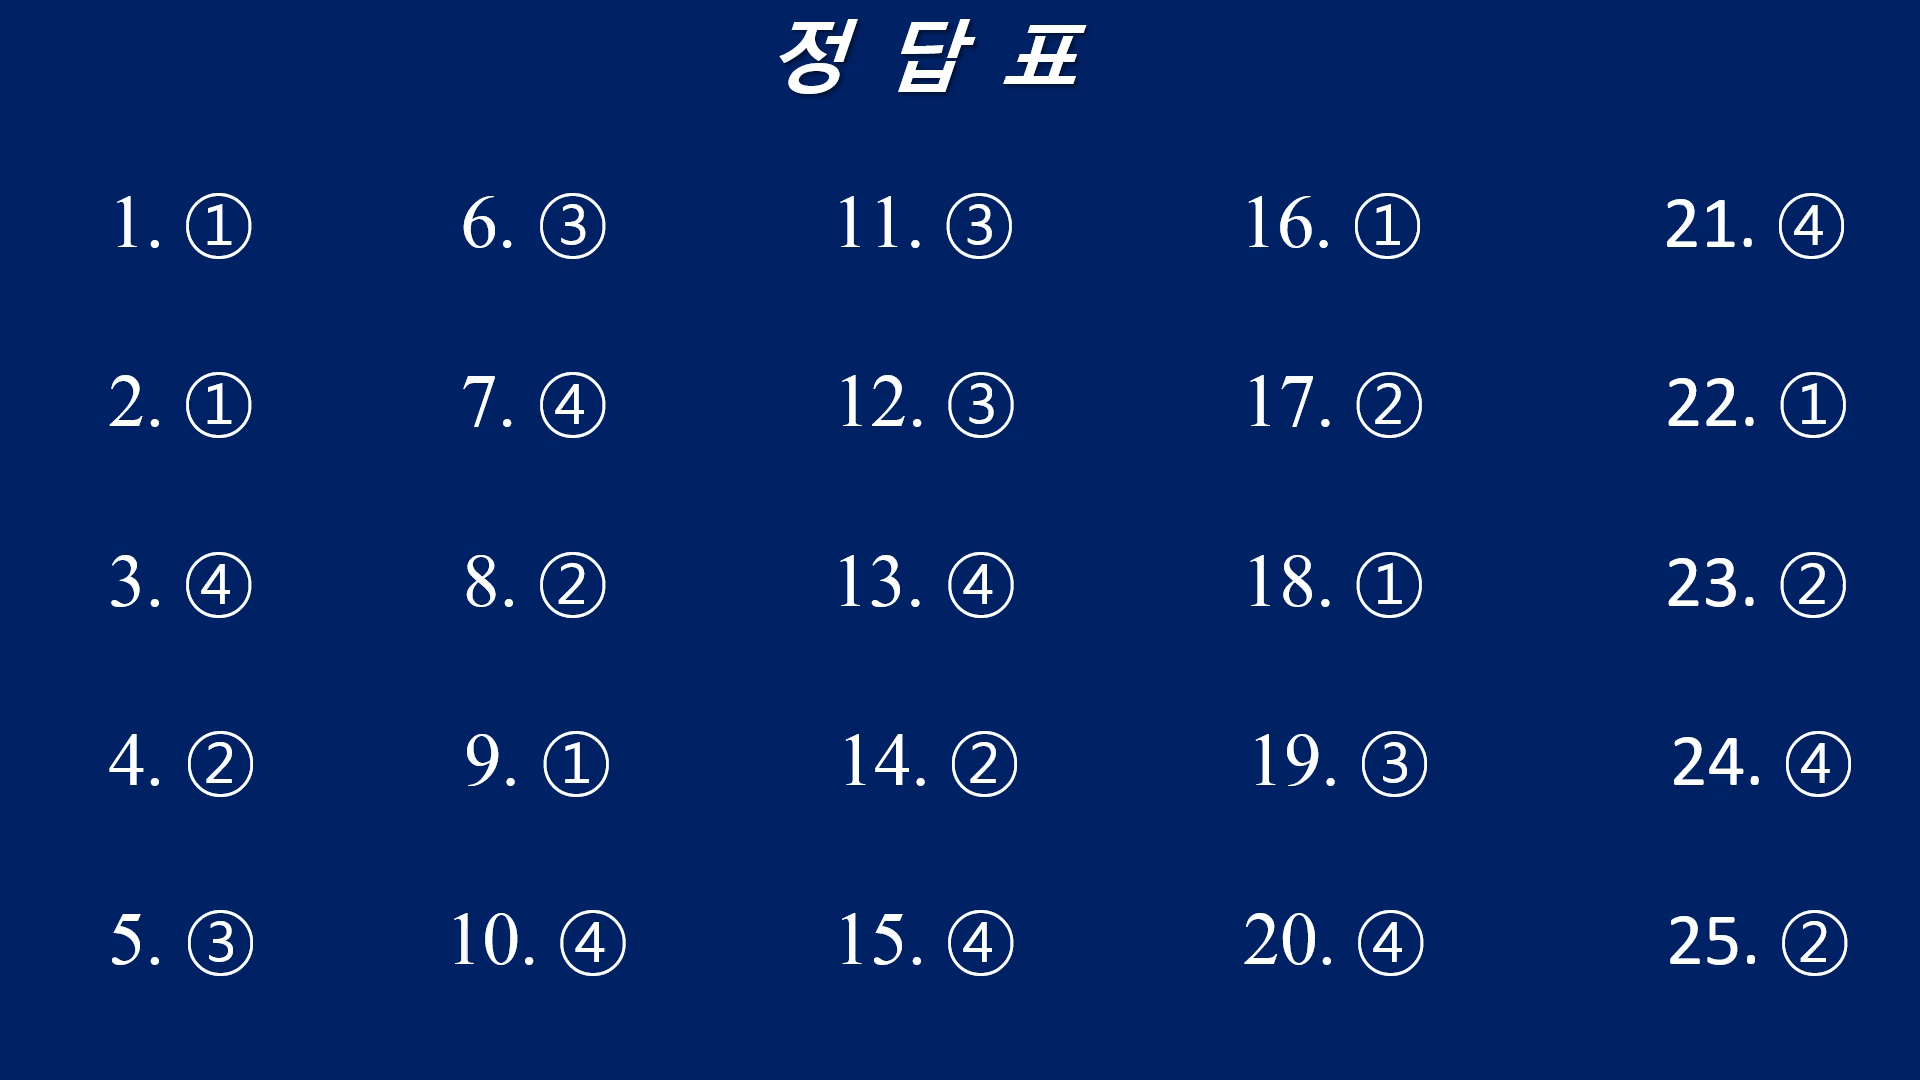 정 답 표
1. ① 6. ③ 11. ③ 16. ① 21. ④
2. ① 7. ④ 12. ③ 17. ② 22. ①
3. ④ 8. ② 13. ④ 18. ① 23. ②
4. ② 9. ① 14. ② 19. ③ 24. ④
5. ③ 10. ④ 15. ④ 20. ④ 25. ②